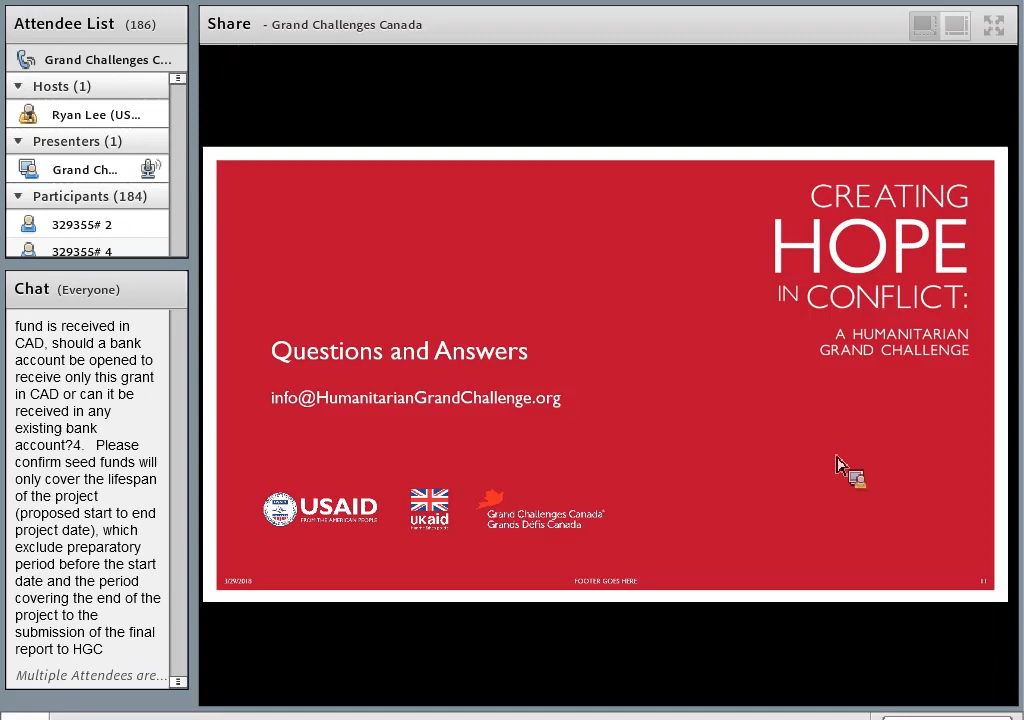 Attendee List (186)
Grand Challenges C...
Hosts (1)
Ryan Lee (US...
Presenters (1)
Grand Ch...
Participants (184)
329355# 2
329355# 4
Chat (Everyone)
fund is received in
CAD, should a bank
account be opened to
receive only this grant
in CAD or can it be
received in any
existing bank
account?4. Please
confirm seed funds will
only cover the lifespan
of the project
(proposed start to end
project date), which
exclude preparatory
period before the start
date and the period
covering the end of the
project to the
submission of the final
report to HGC
Multiple Attendees are...
Share - Grand Challenges Canada
CREATING
HOPE
IN CONFLICT:
A HUMANITARIAN
GRAND CHALLENGE
Questions and Answers
info@HumanitarianGrandChallenge.org
USAID
FROM THE AMERICAN PEOPLE
UKaid
Grand Challenges Canada
Grands Défis Canada
3/29/2018
FOOTER GOES HERE
11